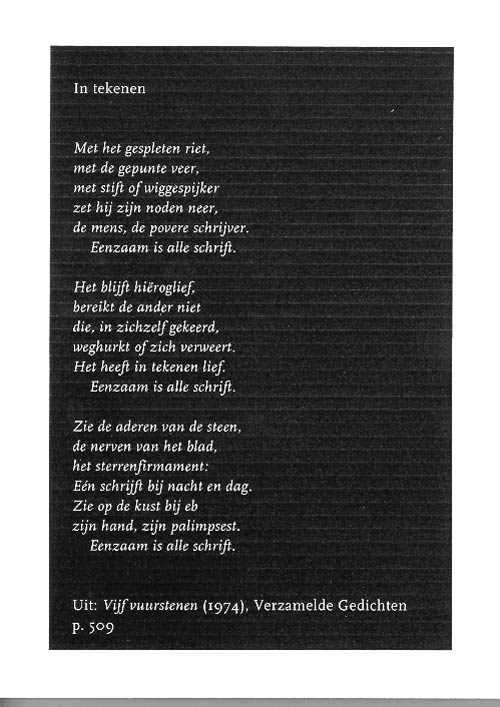 In tekenen
Met het gespleten riet,
met de gepunte veer,
met stift of wiggespijker
zet hij zijn noden neer,
de mens, de povere schrijver.
Eenzaam is alle schrift.
Het blijft hiëroglief,
bereikt de ander niet
die, in zichzelf gekeerd,
weghurkt of zich verweert.
Het heeft in tekenen lief.
Eenzaam is alle schrift.
Zie de aderen van de steen,
de nerven van het blad,
het sterrenfirmament:
Eén schrijft bij nacht en dag.
Zie op de kust bij eb
zijn hand, zijn palimpsest.
Eenzaam is alle schrift.
Uit: Vijf vuurstenen (1974), Verzamelde Gedichten
p. 509